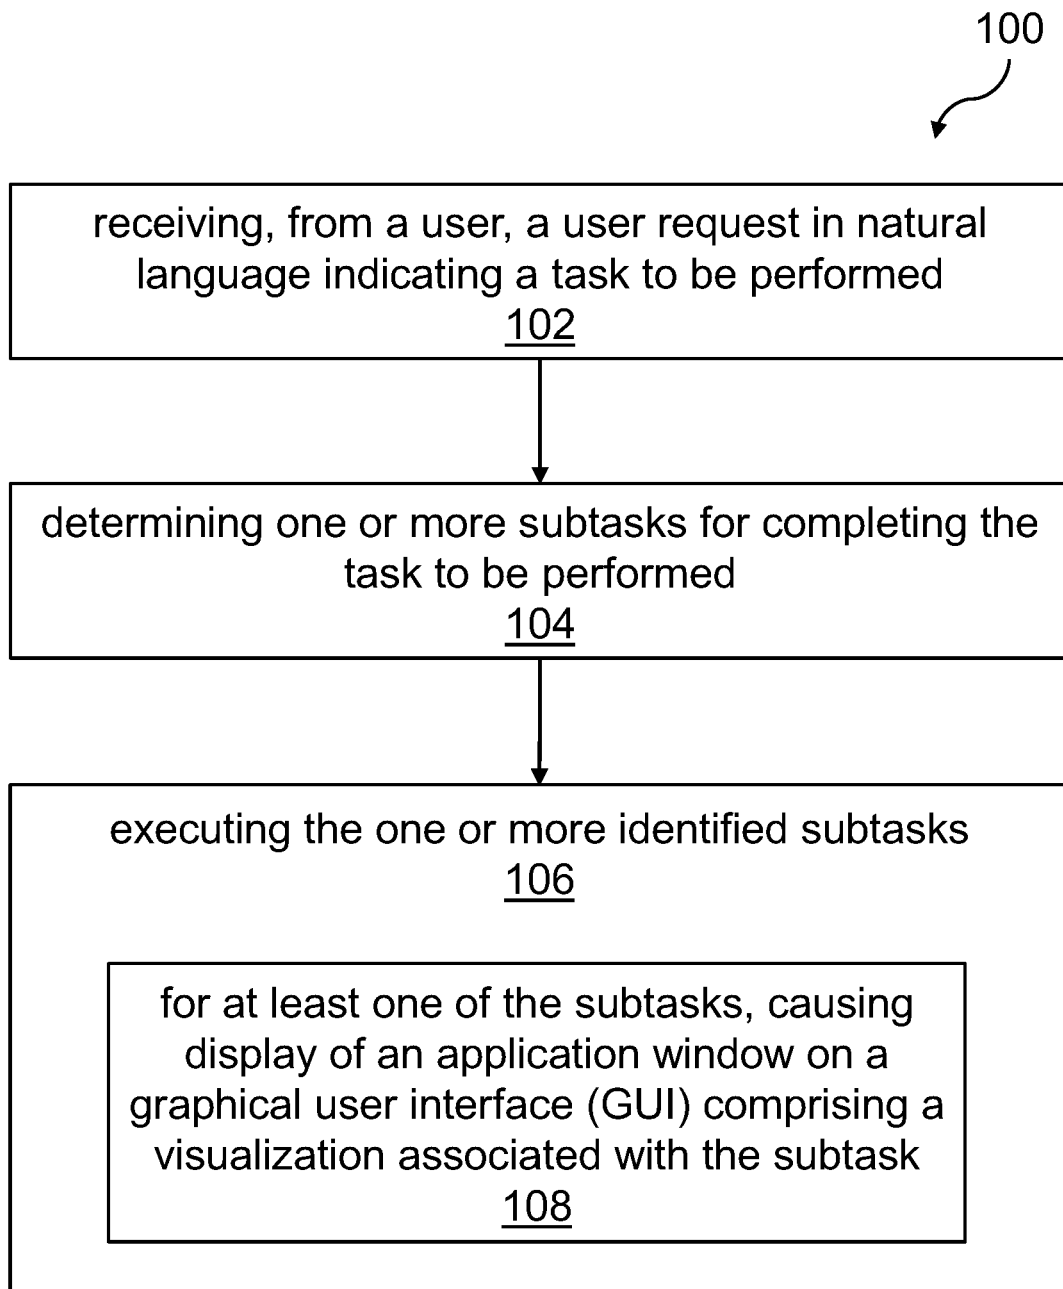 100
receiving, from a user, a user request in natural
language indicating a task to be performed
102
determining one or more subtasks for completing the
task to be performed
104
executing the one or more identified subtasks
106
for at least one of the subtasks, causing
display of an application window on a
graphical user interface (GUI) comprising a
visualization associated with the subtask
108